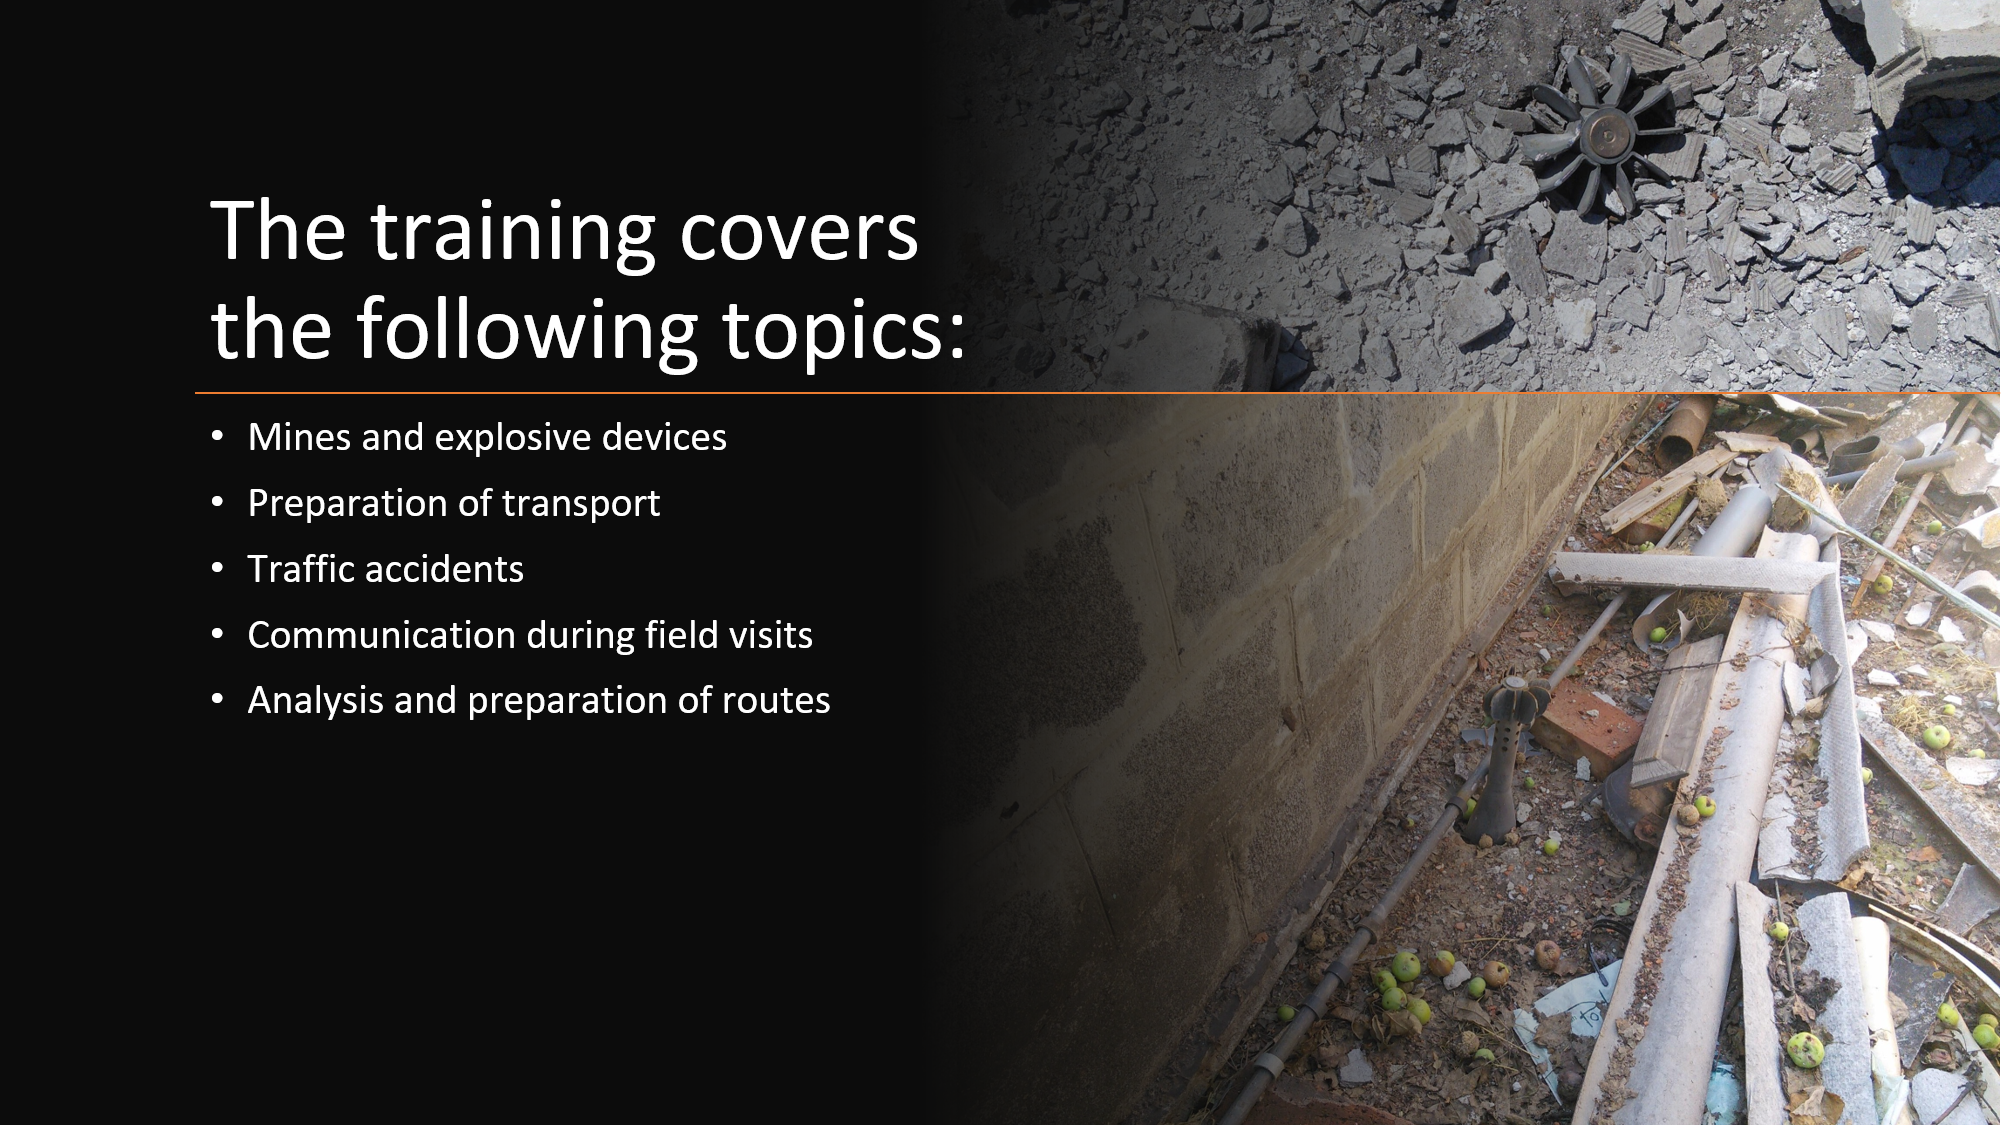 The training covers
the following topics:
• Mines and explosive devices
• Preparation of transport
• Traffic accidents
• Communication during field visits
• Analysis and preparation of routes